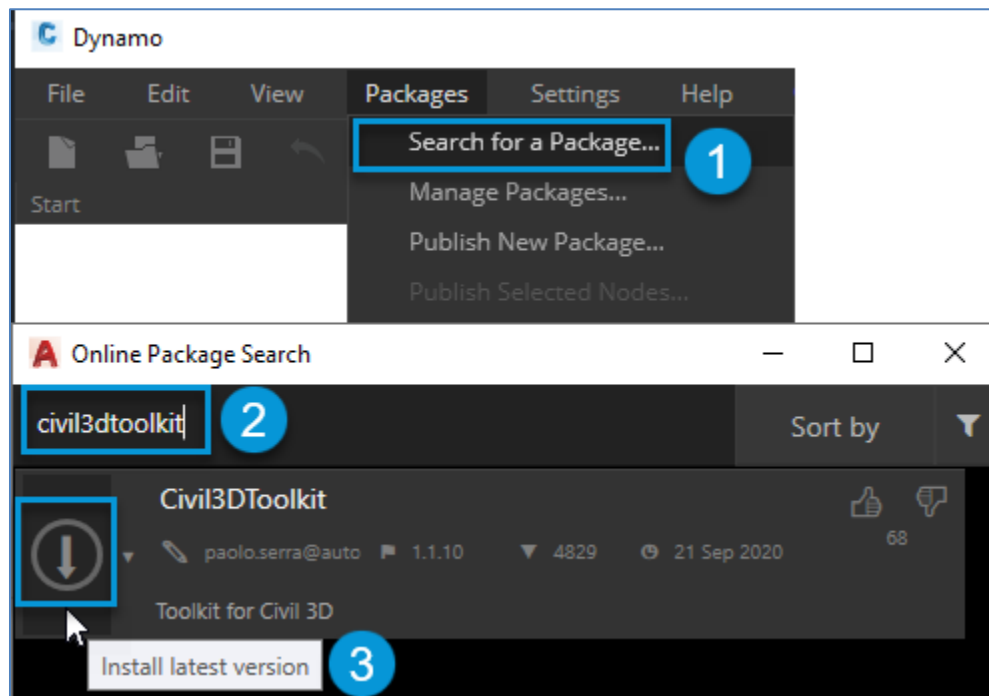 Dynamo
File Edit View Packages Settings Help
Search for a Package...
1
Manage Packages...
Start
Publish New Package...
Publish Selected Nodes...
Online Package Search
civil3dtoolkit
2
Sort by
Civil3DToolkit
paolo.serra@auto 1.1.10 4829 21 Sep 2020 68
Toolkit for Civil 3D
Install latest version
3